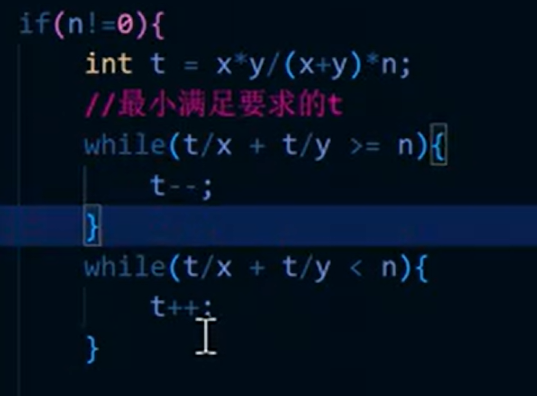 if(n!=0){
int t = x*y/(x+y)*n;
//最小满足要求的t
while(t/x + t/y >= n){
t--;
}
while(t/x + t/y < n){
t++;
}